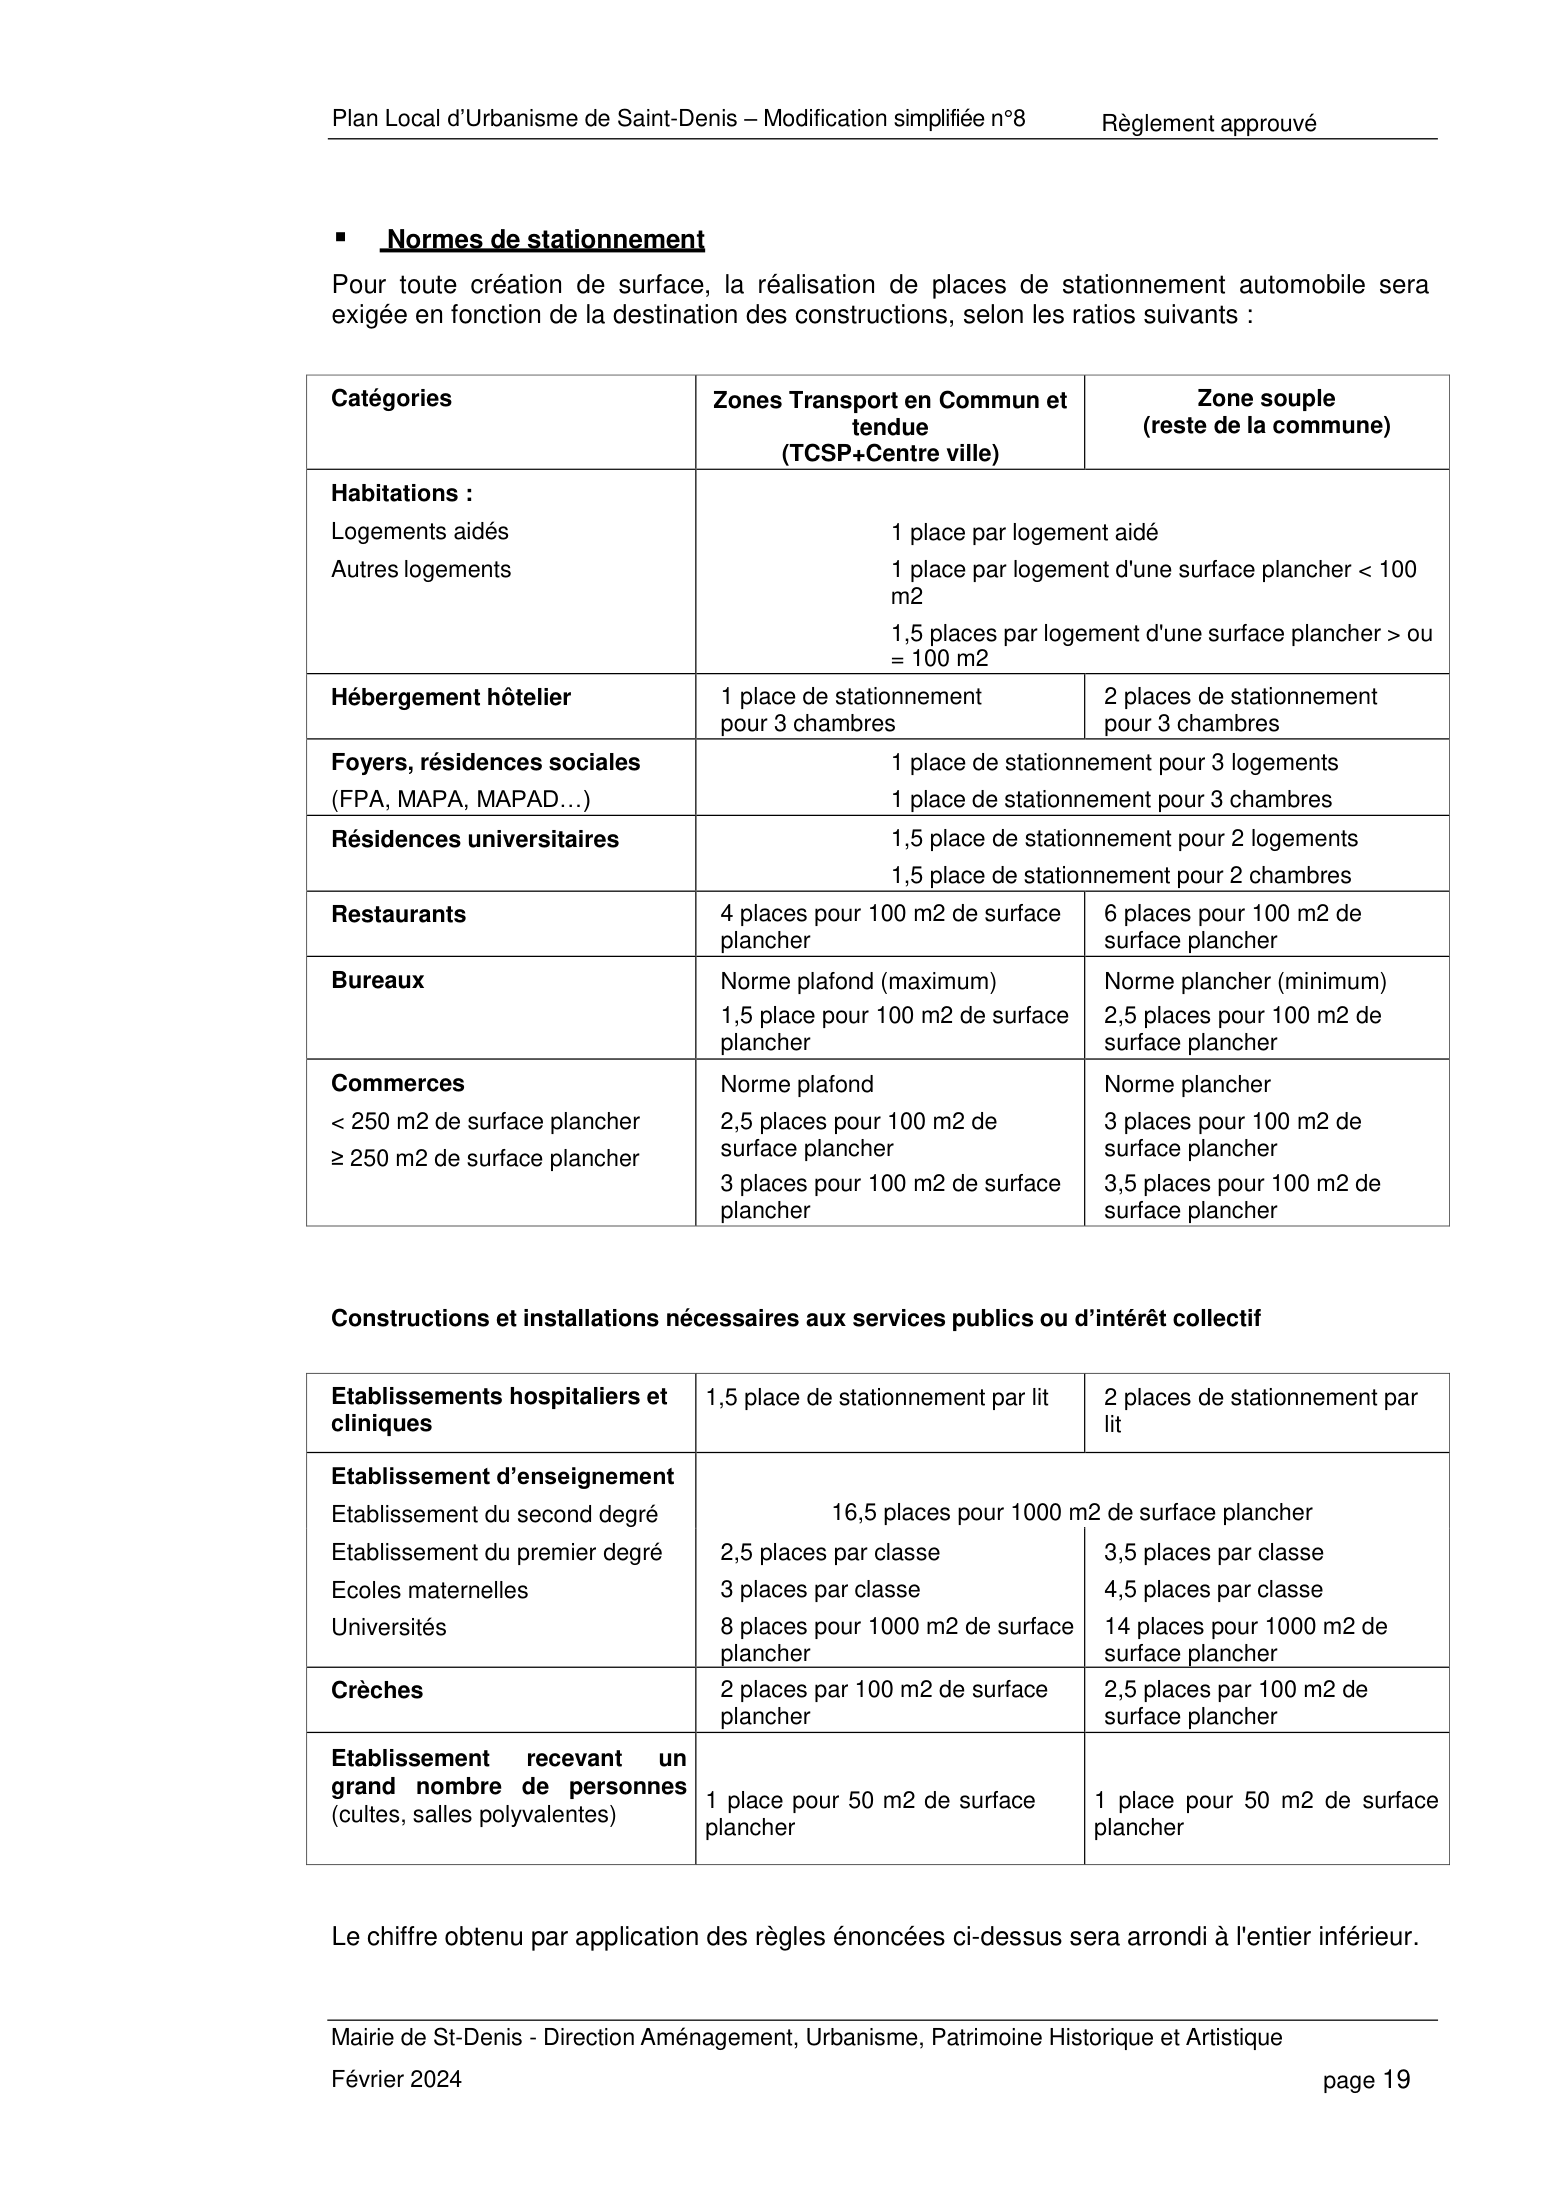 Plan Local d’Urbanisme de Saint-Denis – Modification simplifiée n°8 Règlement approuvé
▪ Normes de stationnement
Pour toute création de surface, la réalisation de places de stationnement automobile sera
exigée en fonction de la destination des constructions, selon les ratios suivants :
Catégories
Zones Transport en Commun et
tendue
(TCSP+Centre ville)
Zone souple
(reste de la commune)
Habitations :
Logements aidés
1 place par logement aidé
Autres logements
1 place par logement d'une surface plancher < 100
m2
1,5 places par logement d'une surface plancher > ou
= 100 m2
Hébergement hôtelier
1 place de stationnement
pour 3 chambres
2 places de stationnement
pour 3 chambres
Foyers, résidences sociales
(FPA, MAPA, MAPAD…)
1 place de stationnement pour 3 logements
1 place de stationnement pour 3 chambres
Résidences universitaires
1,5 place de stationnement pour 2 logements
1,5 place de stationnement pour 2 chambres
Restaurants
4 places pour 100 m2 de surface
plancher
6 places pour 100 m2 de
surface plancher
Bureaux
Norme plafond (maximum)
1,5 place pour 100 m2 de surface
plancher
Norme plancher (minimum)
2,5 places pour 100 m2 de
surface plancher
Commerces
< 250 m2 de surface plancher
≥ 250 m2 de surface plancher
Norme plafond
2,5 places pour 100 m2 de
surface plancher
3 places pour 100 m2 de surface
plancher
Norme plancher
3 places pour 100 m2 de
surface plancher
3,5 places pour 100 m2 de
surface plancher
Constructions et installations nécessaires aux services publics ou d’intérêt collectif
Etablissements hospitaliers et
cliniques
1,5 place de stationnement par lit
2 places de stationnement par
lit
Etablissement d’enseignement
Etablissement du second degré
16,5 places pour 1000 m2 de surface plancher
Etablissement du premier degré
2,5 places par classe
3,5 places par classe
Ecoles maternelles
3 places par classe
4,5 places par classe
Universités
8 places pour 1000 m2 de surface
plancher
14 places pour 1000 m2 de
surface plancher
Crèches
2 places par 100 m2 de surface
plancher
2,5 places par 100 m2 de
surface plancher
Etablissement recevant un
grand nombre de personnes
(cultes, salles polyvalentes)
1 place pour 50 m2 de surface
plancher
1 place pour 50 m2 de surface
plancher
Le chiffre obtenu par application des règles énoncées ci-dessus sera arrondi à l'entier inférieur.
Mairie de St-Denis - Direction Aménagement, Urbanisme, Patrimoine Historique et Artistique
Février 2024 page 19